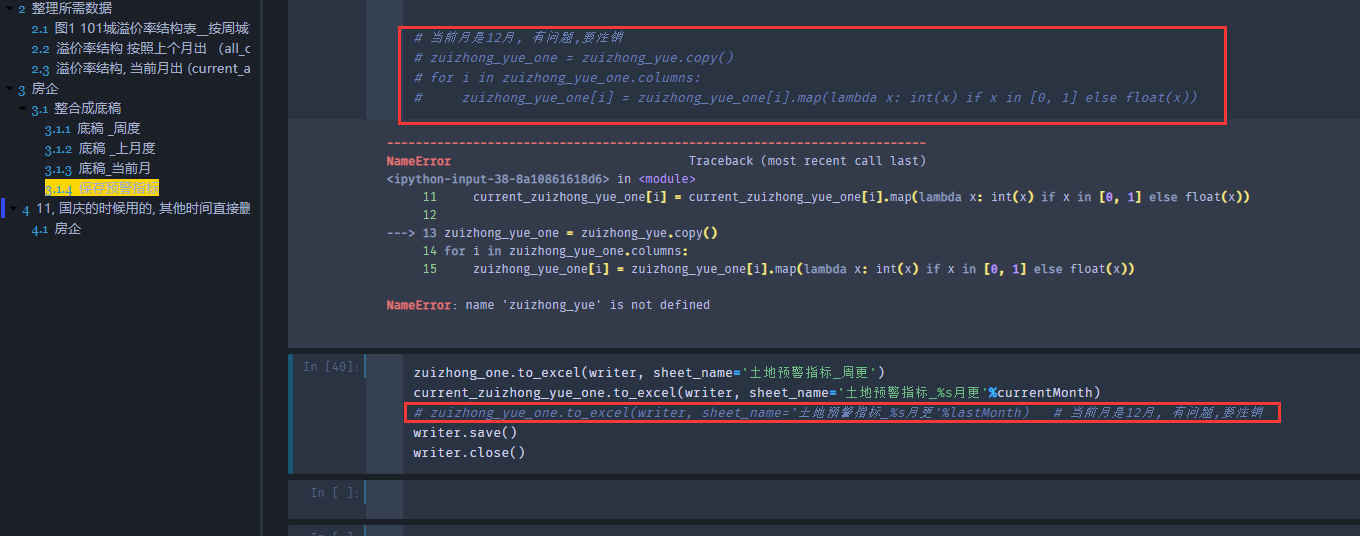 2 整理所需数据
2.1 图1 101城溢价率结构表__按周城
2.2 溢价率结构 按照上个月出 （all_c
2.3 溢价率结构, 当前月出 (current_a
3 房企
3.1 整合成底稿
3.1.1 底稿 _周度
3.1.2 底稿 _上月度
3.1.3 底稿_当前月
3.1.4 保存预警指标
4 11, 国庆的时候用的, 其他时间直接删
4.1 房企
# 当前月是12月, 有问题,要注销
# zuizhong_yue_one = zuizhong_yue.copy()
# for i in zuizhong_yue_one.columns:
#     zuizhong_yue_one[i] = zuizhong_yue_one[i].map(lambda x: int(x) if x in [0, 1] else float(x))
---------------------------------------------------------------------------
NameError                                 Traceback (most recent call last)
<ipython-input-38-8a10861618d6> in <module>
     11     current_zuizhong_yue_one[i] = current_zuizhong_yue_one[i].map(lambda x: int(x) if x in [0, 1] else float(x))
     12
---> 13 zuizhong_yue_one = zuizhong_yue.copy()
     14 for i in zuizhong_yue_one.columns:
     15     zuizhong_yue_one[i] = zuizhong_yue_one[i].map(lambda x: int(x) if x in [0, 1] else float(x))
NameError: name 'zuizhong_yue' is not defined
In [40]:
zuizhong_one.to_excel(writer, sheet_name='土地预警指标_周更')
current_zuizhong_yue_one.to_excel(writer, sheet_name='土地预警指标_%s月更'%currentMonth)
# zuizhong_yue_one.to_excel(writer, sheet_name='土地预警指标_%s月更'%lastMonth)   # 当前月是12月, 有问题,要注销
writer.save()
writer.close()
In [ ]: